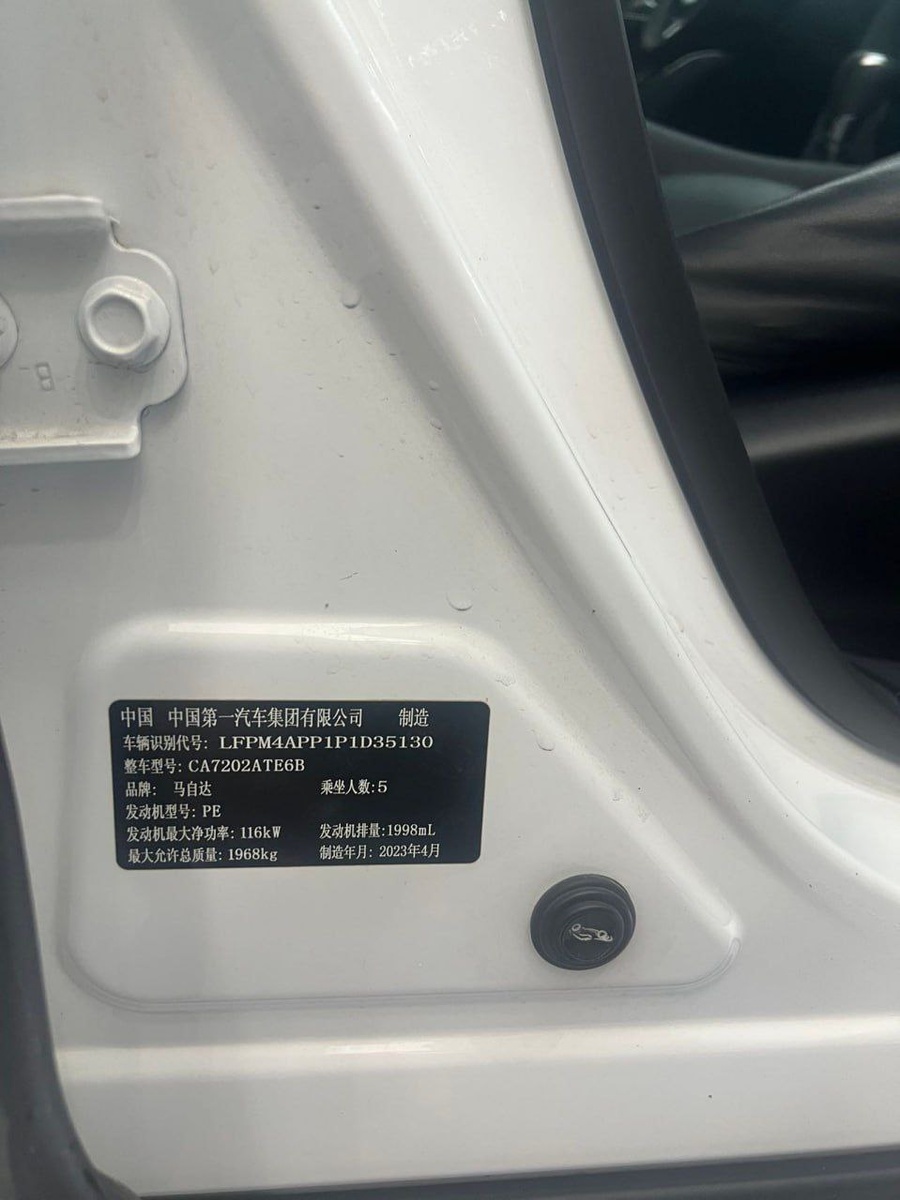 中国 中国第一汽车集团有限公司 制造
车辆识别代号: LFPM4APP1P1D35130
整车型号: CA7202ATE6B
品牌: 马自达 乘坐人数: 5
发动机型号: PE
发动机最大净功率: 116kW 发动机排量: 1998mL
最大允许总质量: 1968kg 制造年月: 2023年4月